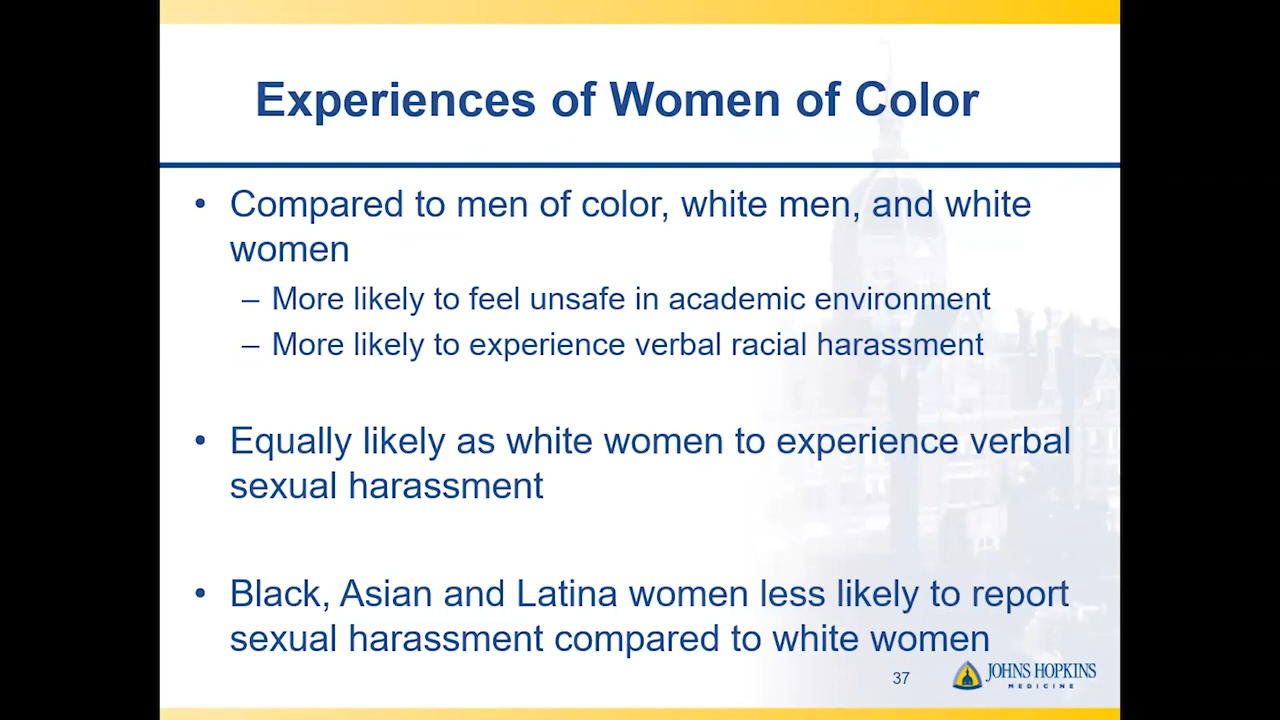 Experiences of Women of Color
• Compared to men of color, white men, and white
women
– More likely to feel unsafe in academic environment
– More likely to experience verbal racial harassment
• Equally likely as white women to experience verbal
sexual harassment
• Black, Asian and Latina women less likely to report
sexual harassment compared to white women
37
JOHNS HOPKINS
MEDICINE